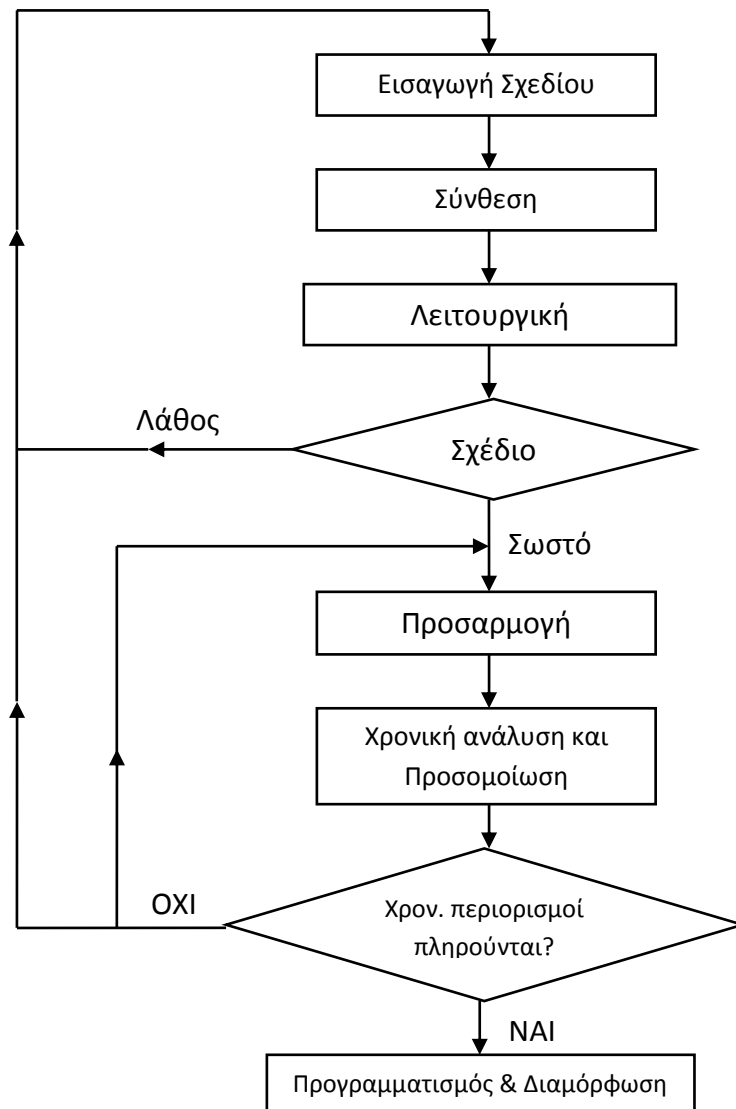 Εισαγωγή Σχεδίου
Σύνθεση
Λειτουργική
Λάθος
Σχέδιο
Σωστό
Προσαρμογή
Χρονική ανάλυση και
Προσομοίωση
ΟΧΙ
Χρον. περιορισμοί
πληρούνται?
ΝΑΙ
Προγραμματισμός & Διαμόρφωση